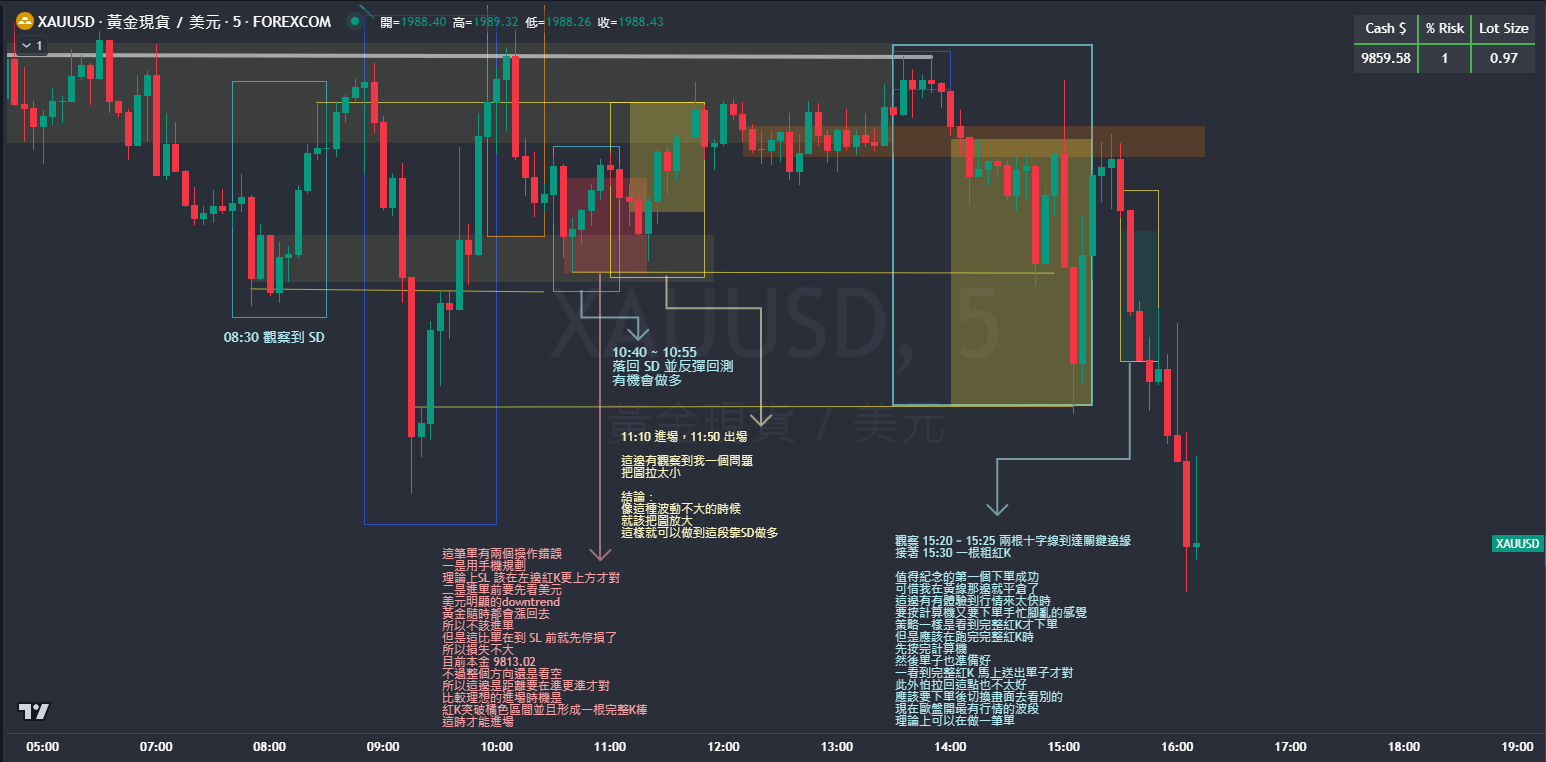 XAUUSD · 黃金現貨 / 美元 · 5 · FOREXCOM 開=1988.40 高=1989.32 低=1988.26 收=1988.43
1
Cash $ % Risk Lot Size
9859.58 1 0.97
XAUUSD, 5
黃金現貨 / 美元
08:30 觀察到 SD
10:40 ~ 10:55
落回 SD 並反彈回測
有機會做多
11:10 進場，11:50 出場
這邊有觀察到我一個問題
把圖拉太小
結論：
像這種波動不大的時候
就該把圖放大
這樣就可以做到這段靠SD做多
這筆單有兩個操作錯誤
一是用手機規劃
理論上SL 該在左邊紅K更上方才對
二是進單前要先看美元
美元明顯的downtrend
黃金隨時都會漲回去
所以不該進單
但是這比單在到 SL 前就先停損了
所以損失不大
目前本金 9813.02
不過整個方向還是看空
所以這邊是距離要在準更準才對
比較理想的進場時機是
紅K突破橘色區間並且形成一根完整K棒
這時才能進場
觀察 15:20 ~ 15:25 兩根十字線到達關鍵邊緣
接著 15:30 一根粗紅K
值得紀念的第一個下單成功
可惜我在黃線那邊就平倉了
這邊有有體驗到行情來太快時
要按計算機又要下單手忙腳亂的感覺
策略一樣是看到完整紅K才下單
但是應該在跑完完整紅K時
先按完計算機
然後單子也準備好
一看到完整紅K 馬上送出單子才對
此外怕拉回這點也不太好
應該要下單後切換畫面去看別的
現在歐盤開最有行情的波段
理論上可以在做一筆單
XAUUSD
05:00 07:00 08:00 09:00 10:00 11:00 12:00 13:00 14:00 15:00 16:00 17:00 18:00 19:00